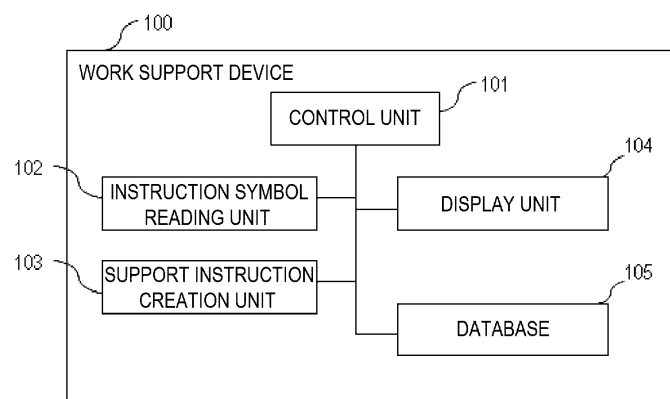 100
WORK SUPPORT DEVICE
101
CONTROL UNIT
102
INSTRUCTION SYMBOL
READING UNIT
104
DISPLAY UNIT
103
SUPPORT INSTRUCTION
CREATION UNIT
105
DATABASE